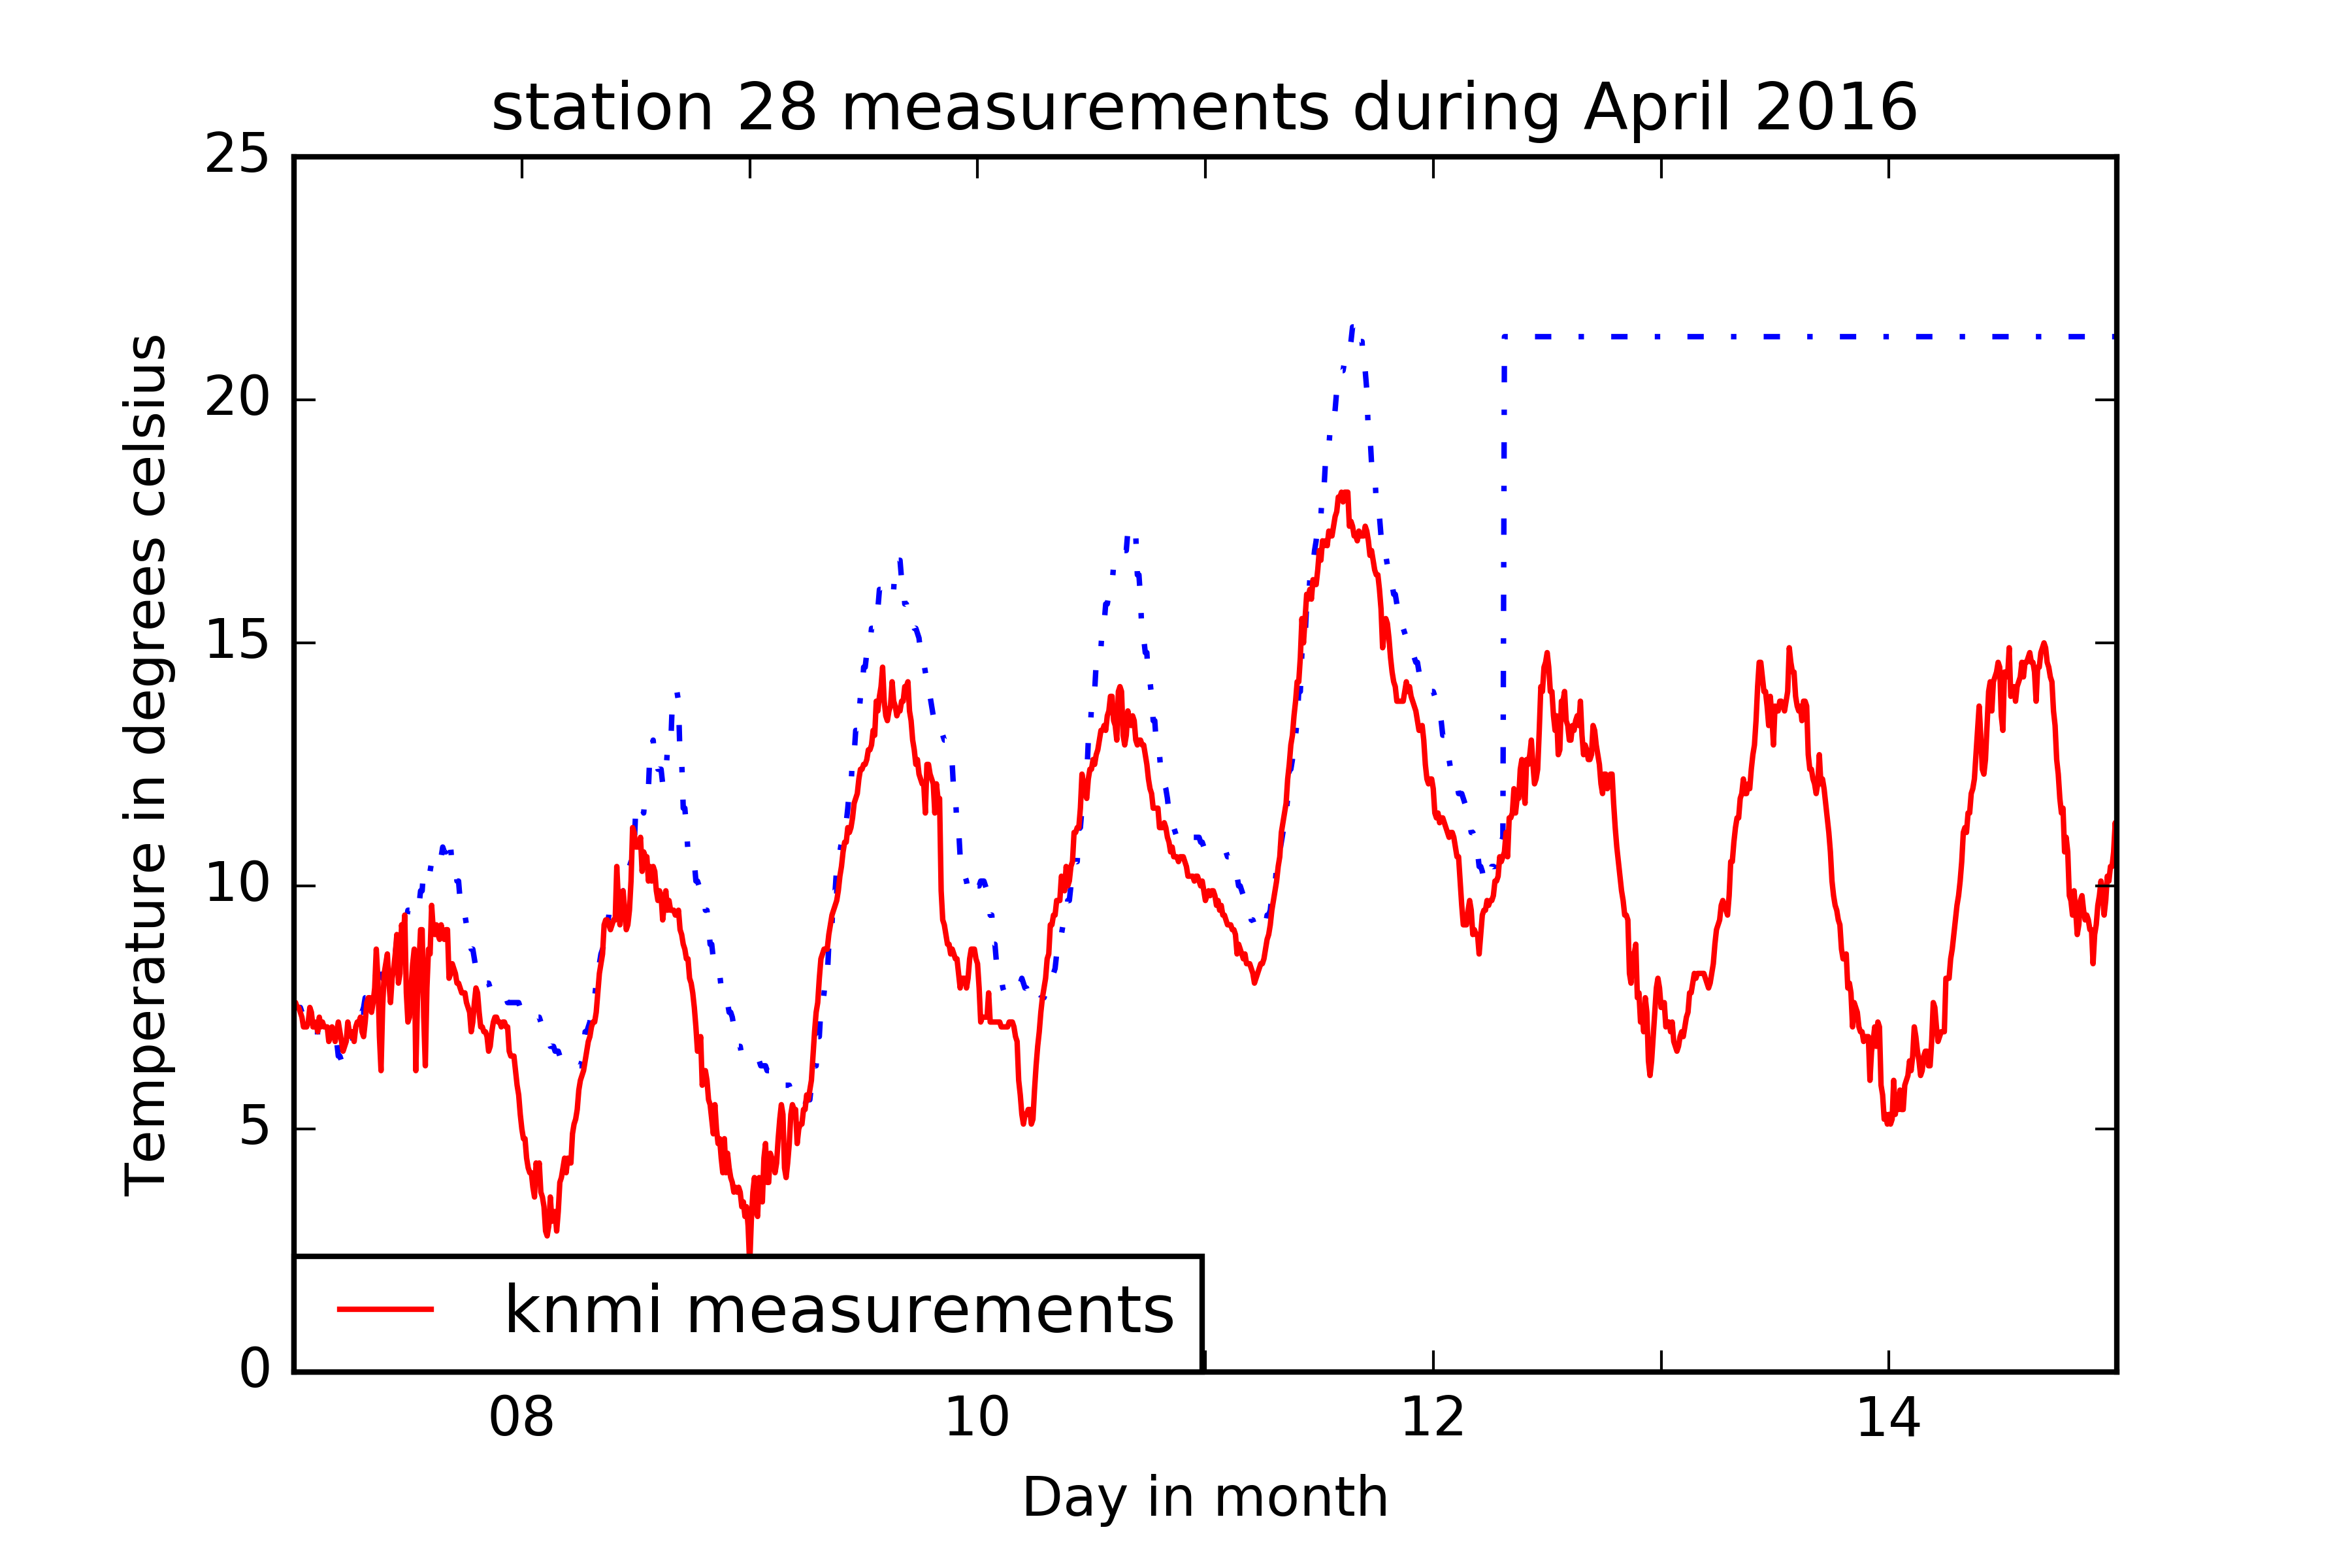 station 28 measurements during April 2016
25
20
15
10
5
0
Temperature in degrees celsius
knmi measurements
08 10 12 14
Day in month